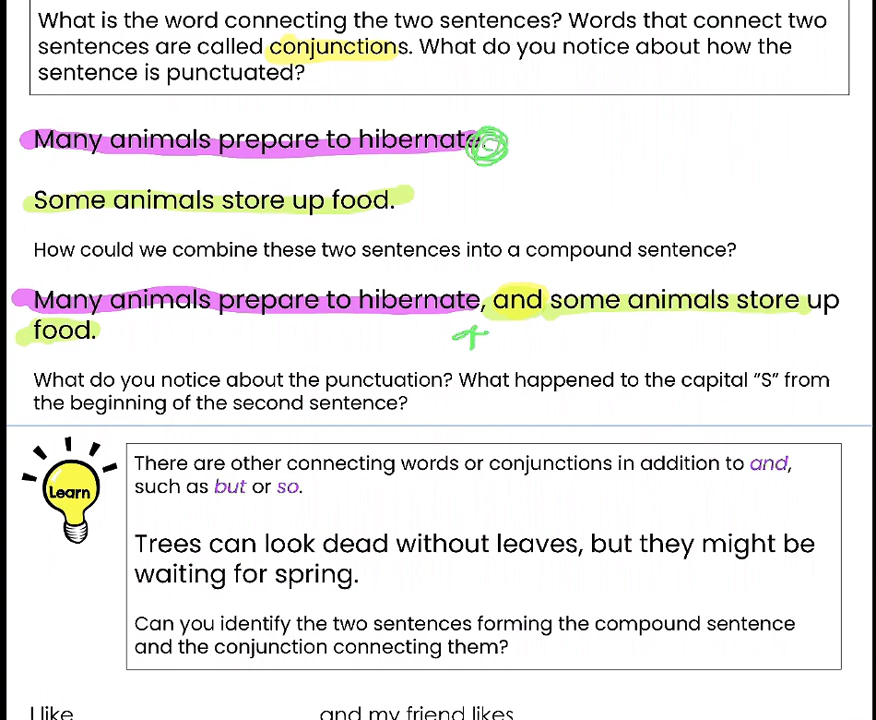 What is the word connecting the two sentences? Words that connect two
sentences are called conjunctions. What do you notice about how the
sentence is punctuated?
Many animals prepare to hibernate.
Some animals store up food.
How could we combine these two sentences into a compound sentence?
Many animals prepare to hibernate, and some animals store up
food.
What do you notice about the punctuation? What happened to the capital “S” from
the beginning of the second sentence?
Learn
There are other connecting words or conjunctions in addition to and,
such as but or so.
Trees can look dead without leaves, but they might be
waiting for spring.
Can you identify the two sentences forming the compound sentence
and the conjunction connecting them?
I like and my friend likes